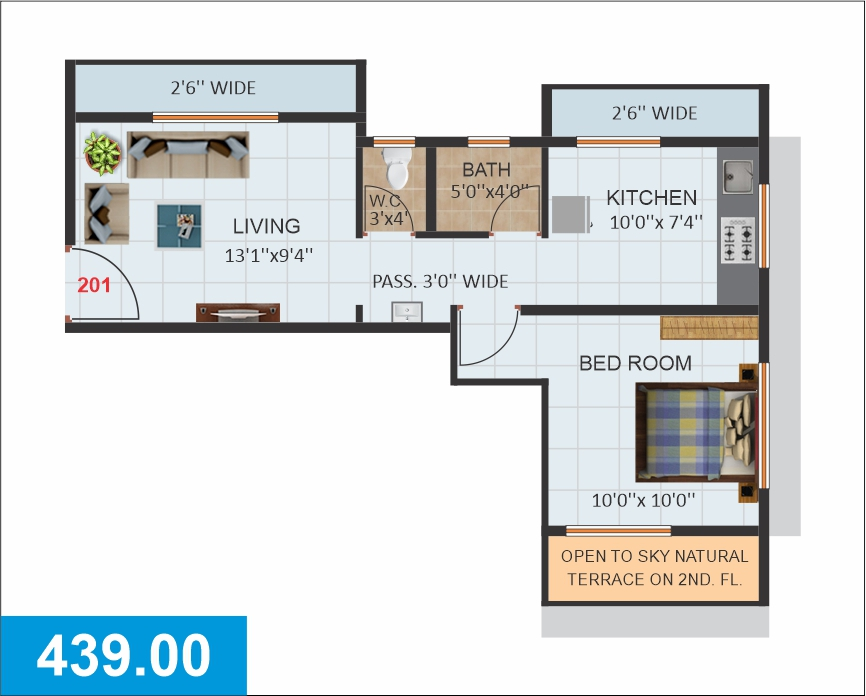 2'6'' WIDE
2'6'' WIDE
W.C
3'x4'
BATH
5'0''x4'0''
KITCHEN
10'0''x 7'4''
LIVING
13'1''x9'4''
201
PASS. 3'0'' WIDE
BED ROOM
10'0''x 10'0''
OPEN TO SKY NATURAL
TERRACE ON 2ND. FL.
439.00